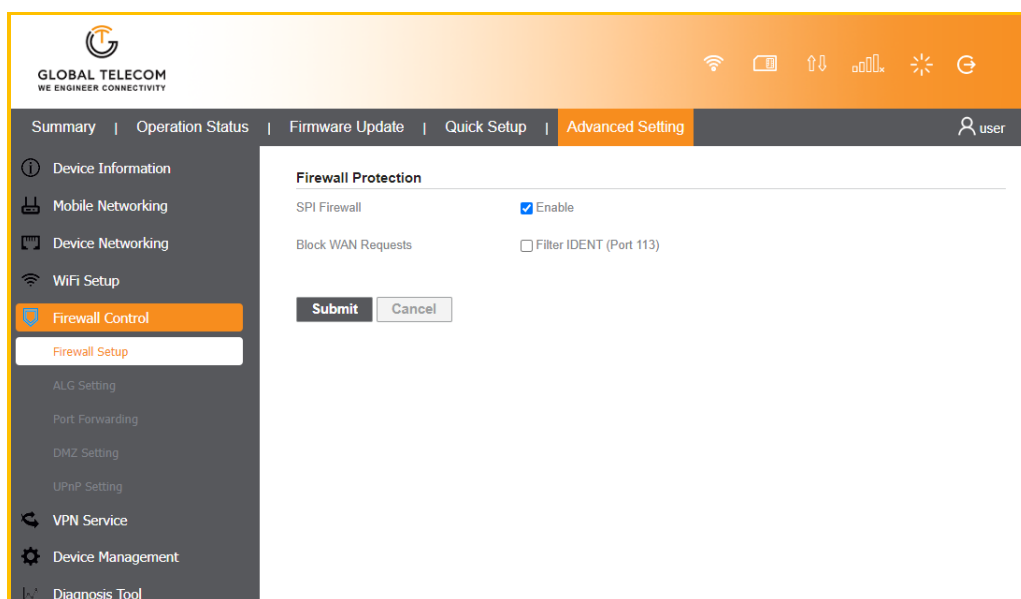 GLOBAL TELECOM
WE ENGINEER CONNECTIVITY
Summary | Operation Status | Firmware Update | Quick Setup | Advanced Setting
user
Device Information
Mobile Networking
Device Networking
WiFi Setup
Firewall Control
Firewall Setup
ALG Setting
Port Forwarding
DMZ Setting
UPnP Setting
VPN Service
Device Management
Diagnosis Tool
Firewall Protection
SPI Firewall Enable
Block WAN Requests Filter IDENT (Port 113)
Submit Cancel